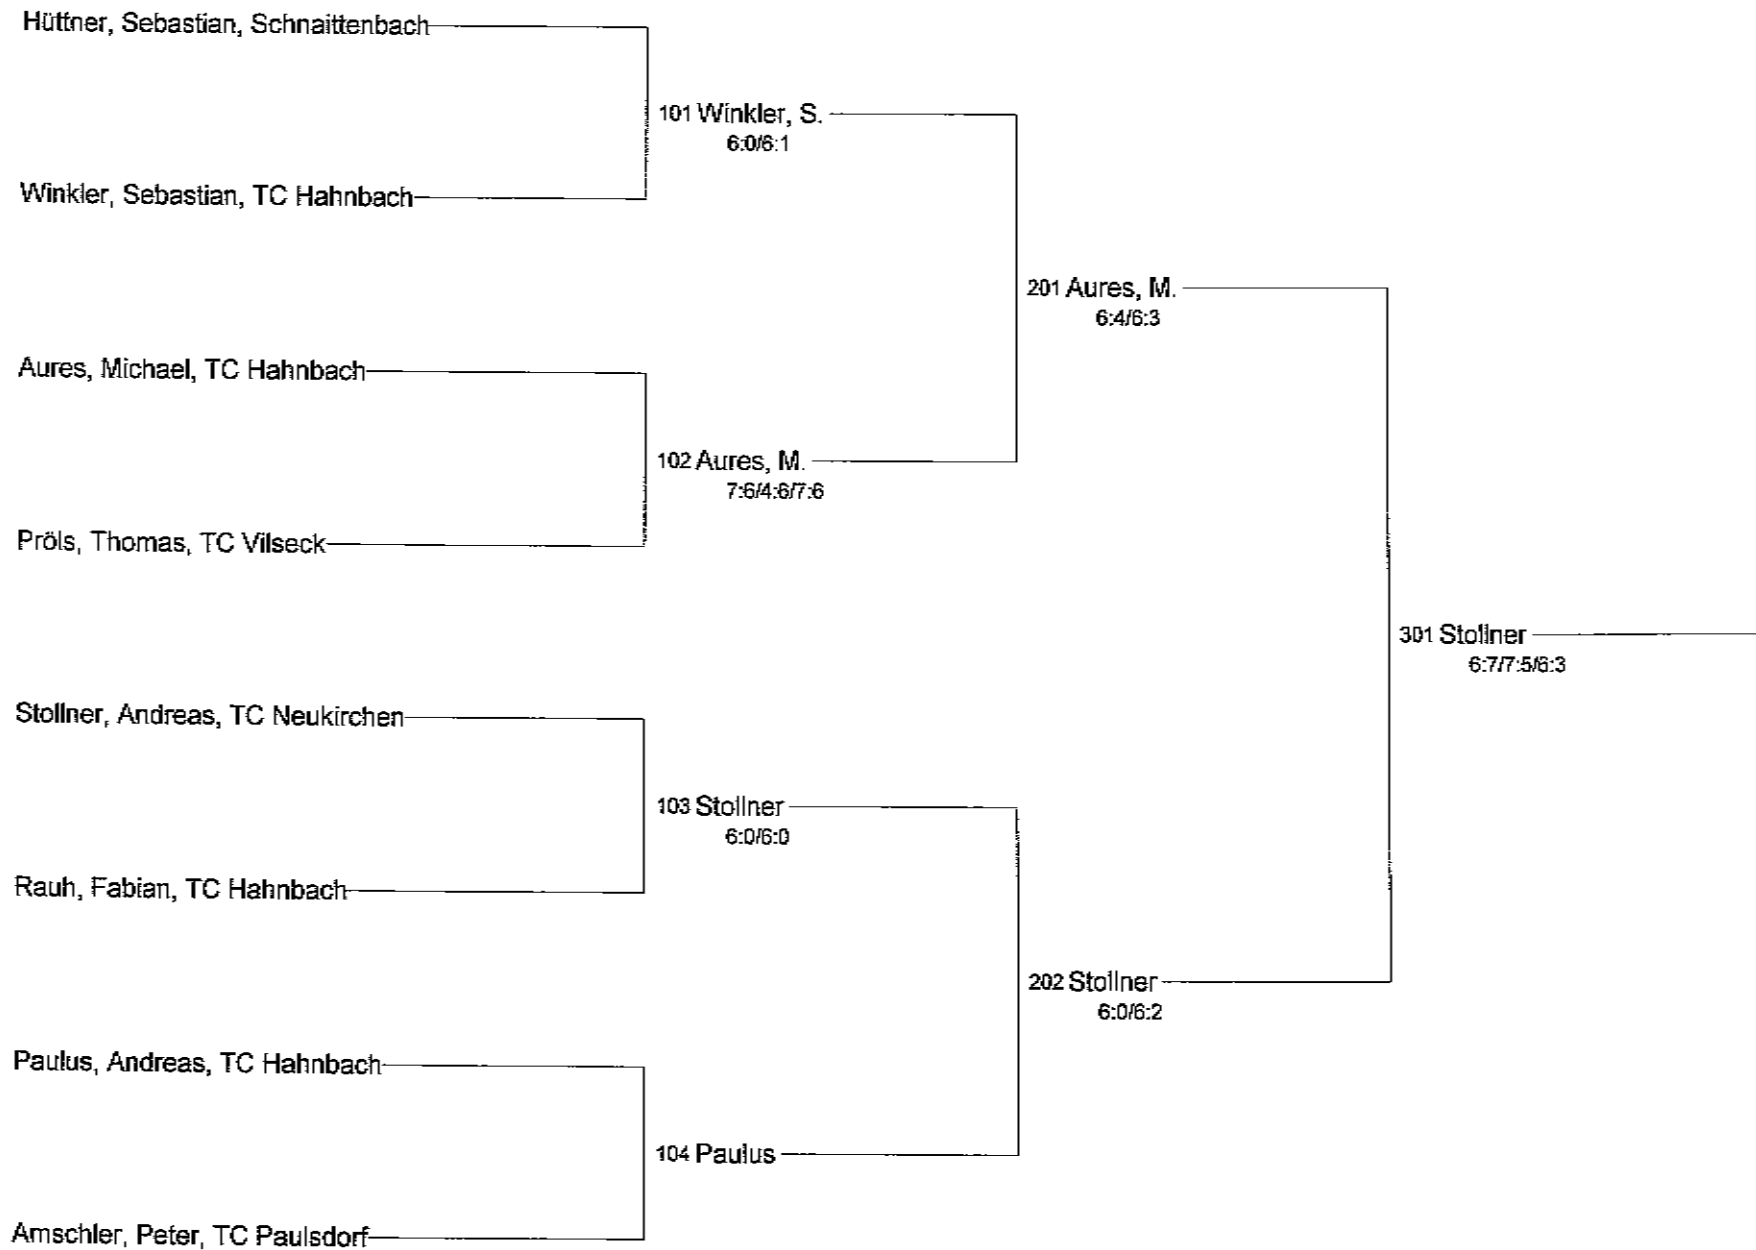 Hüttner, Sebastian, Schnaittenbach
101 Winkler, S.
6:0/6:1
Winkler, Sebastian, TC Hahnbach
201 Aures, M.
6:4/6:3
Aures, Michael, TC Hahnbach
102 Aures, M.
7:6/4:6/7:6
Pröls, Thomas, TC Vilseck
301 Stollner
6:7/7:5/6:3
Stollner, Andreas, TC Neukirchen
103 Stollner
6:0/6:0
Rauh, Fabian, TC Hahnbach
202 Stollner
6:0/6:2
Paulus, Andreas, TC Hahnbach
104 Paulus
Amschler, Peter, TC Paulsdorf